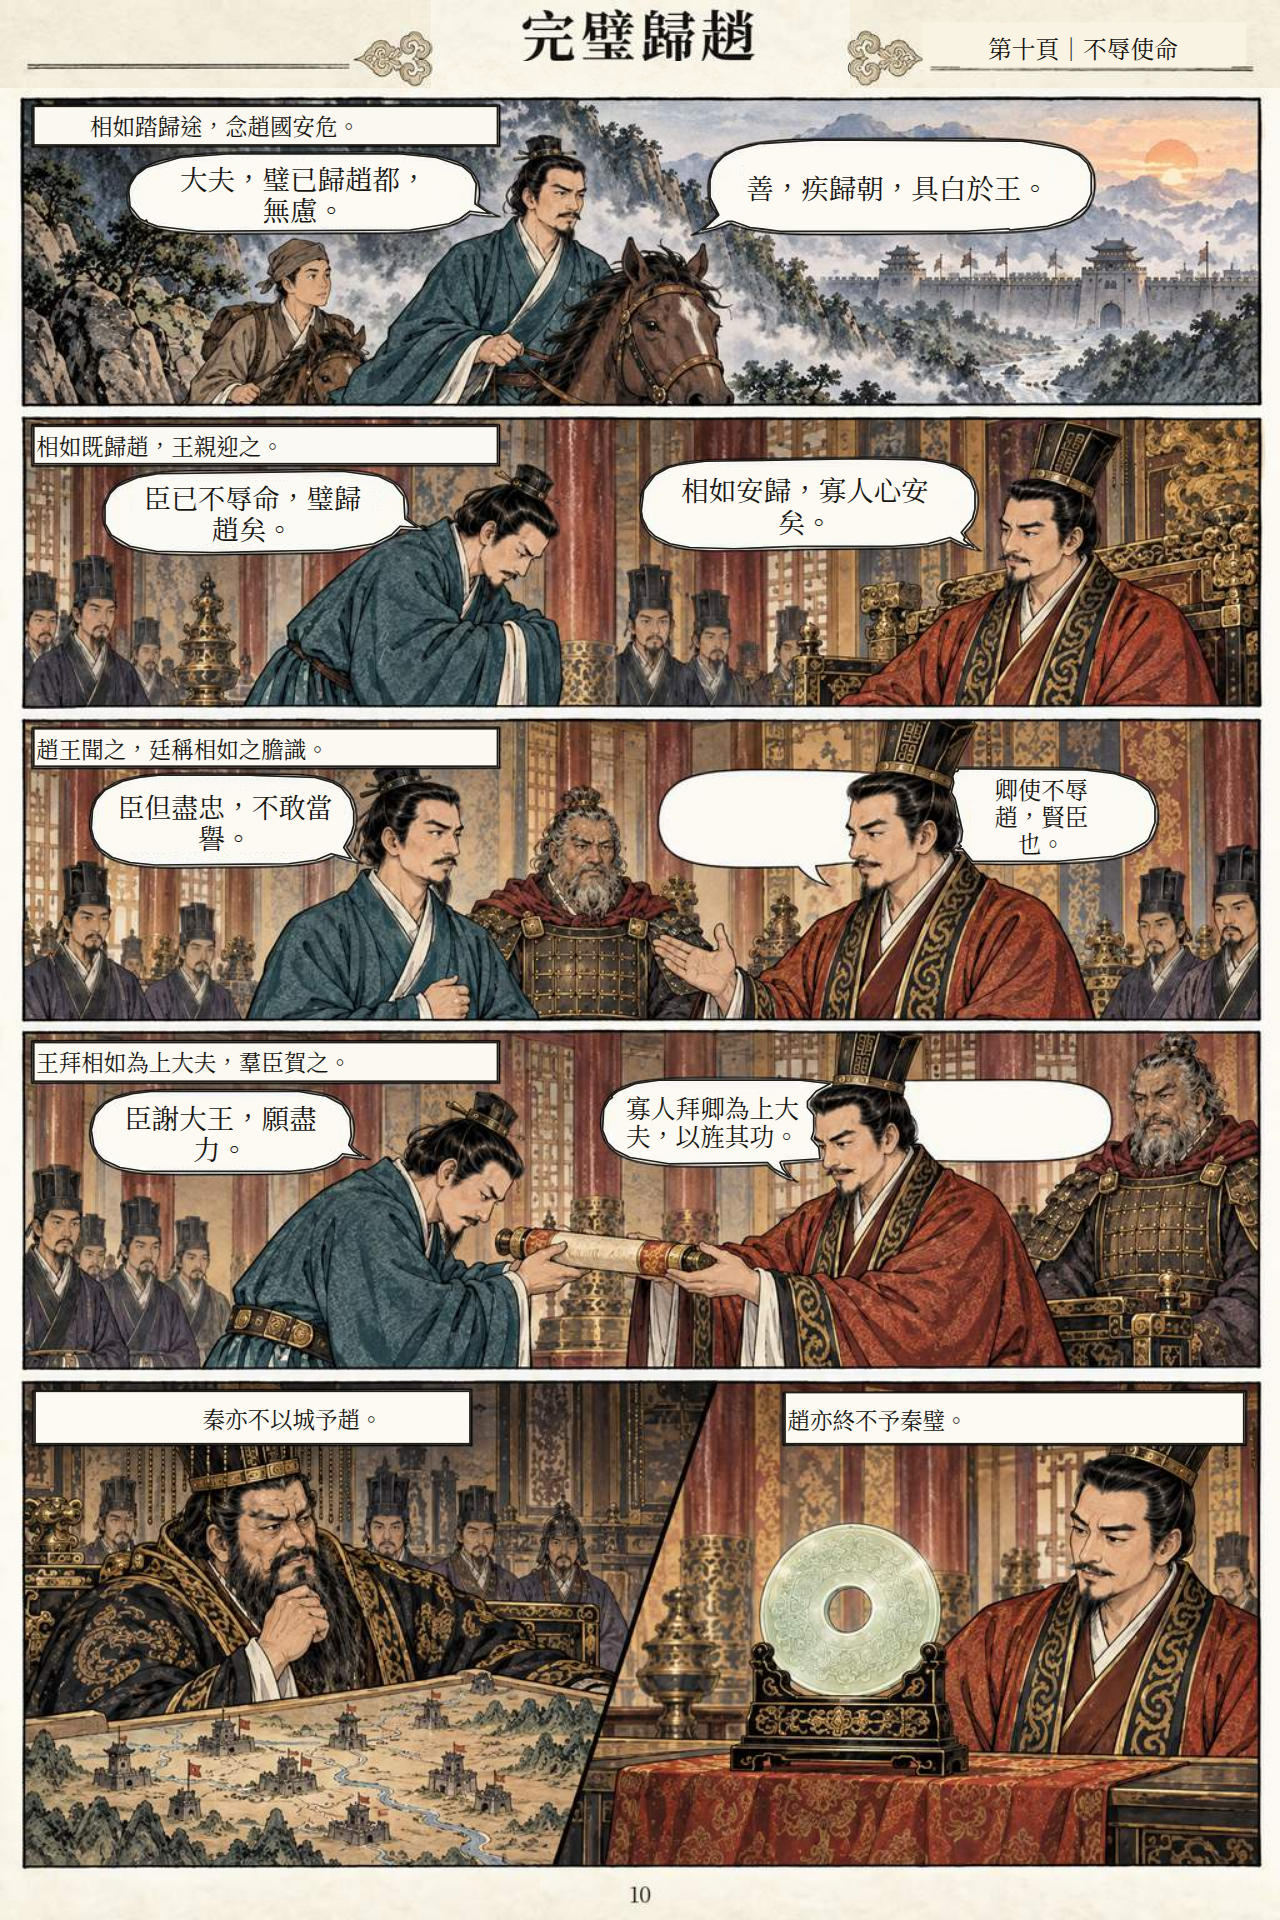 完璧歸趙
第十頁｜不辱使命
相如踏歸途，念趙國安危。
大夫，璧已歸趙都，
無慮。
善，疾歸朝，具白於王。
相如既歸趙，王親迎之。
臣已不辱命，璧歸
趙矣。
相如安歸，寡人心安
矣。
趙王聞之，廷稱相如之膽識。
臣但盡忠，不敢當
譽。
卿使不辱
趙，賢臣
也。
王拜相如為上大夫，羣臣賀之。
臣謝大王，願盡
力。
寡人拜卿為上大
夫，以旌其功。
秦亦不以城予趙。
趙亦終不予秦璧。
10